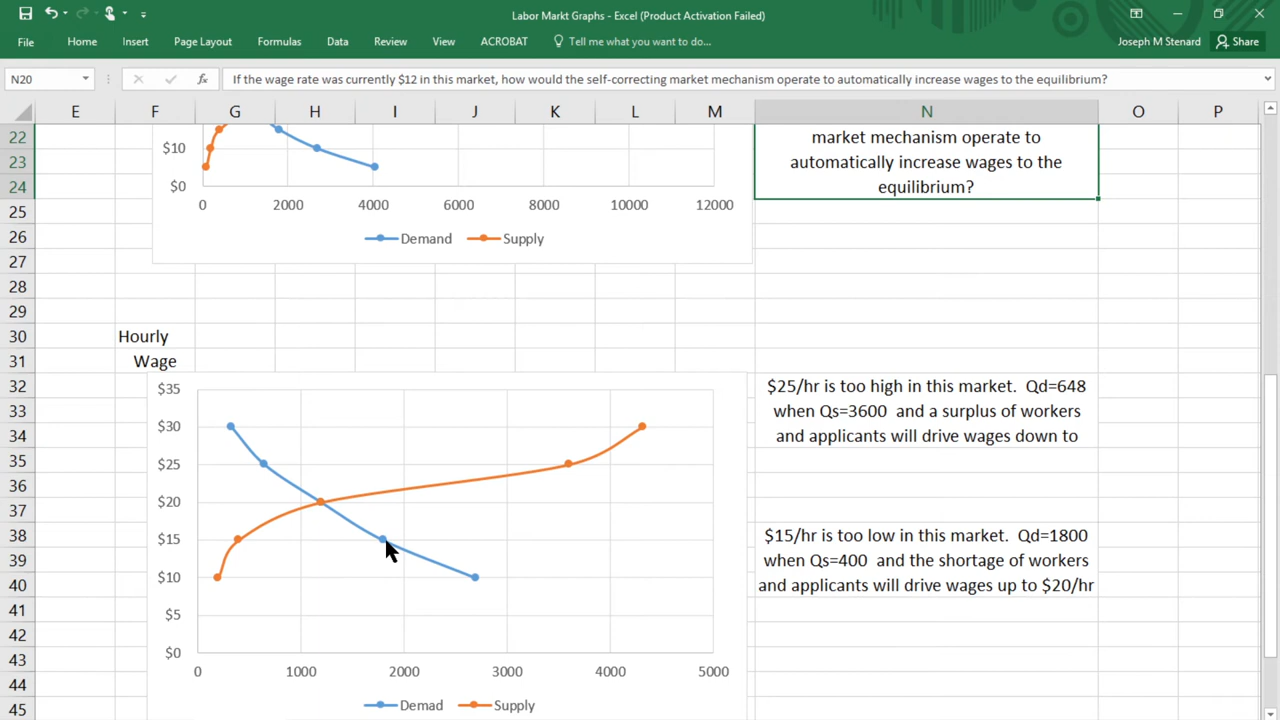 Labor Markt Graphs - Excel (Product Activation Failed)
File Home Insert Page Layout Formulas Data Review View ACROBAT Tell me what you want to do... Joseph M Stenard Share
N20 fx If the wage rate was currently $12 in this market, how would the self-correcting market mechanism operate to automatically increase wages to the equilibrium?
E F G H I J K L M N O P
22
23
24
25
26
27
28
29
30
31
32
33
34
35
36
37
38
39
40
41
42
43
44
45
$10
$0
0 2000 4000 6000 8000 10000 12000
Demand Supply
market mechanism operate to
automatically increase wages to the
equilibrium?
Hourly
Wage
$35
$30
$25
$20
$15
$10
$5
$0
0 1000 2000 3000 4000 5000
Demad Supply
$25/hr is too high in this market. Qd=648
when Qs=3600 and a surplus of workers
and applicants will drive wages down to
$15/hr is too low in this market. Qd=1800
when Qs=400 and the shortage of workers
and applicants will drive wages up to $20/hr